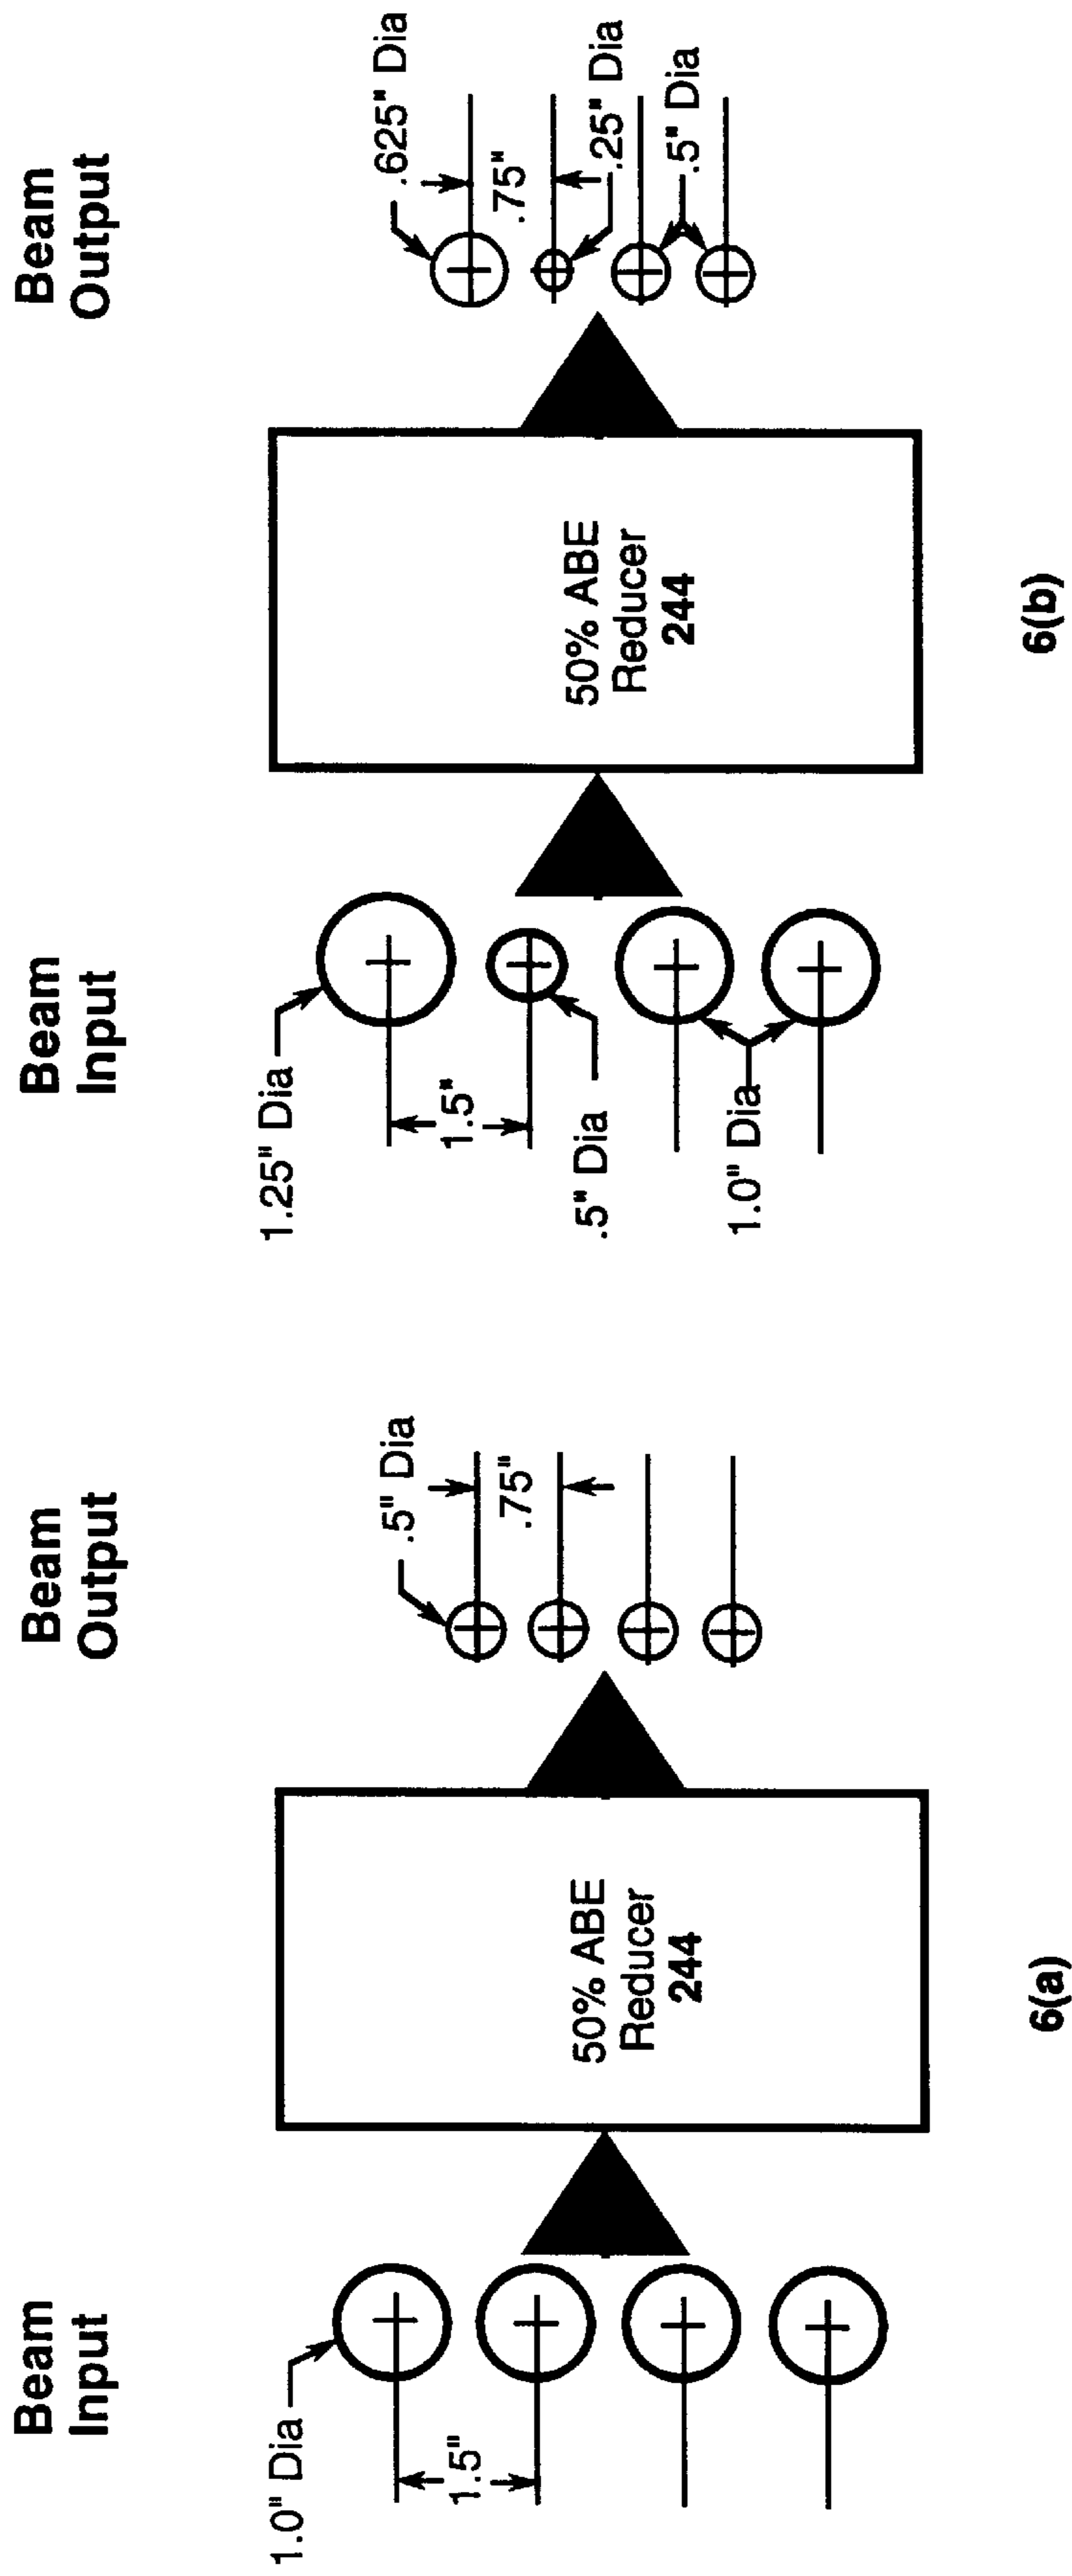 Beam
Input
Beam
Output
1.0" Dia
1.5"
50% ABE
Reducer
244
.5" Dia
.75"
6(a)
Beam
Input
Beam
Output
1.25" Dia
1.5"
.5" Dia
1.0" Dia
50% ABE
Reducer
244
.625" Dia
.75"
.25" Dia
.5" Dia
6(b)